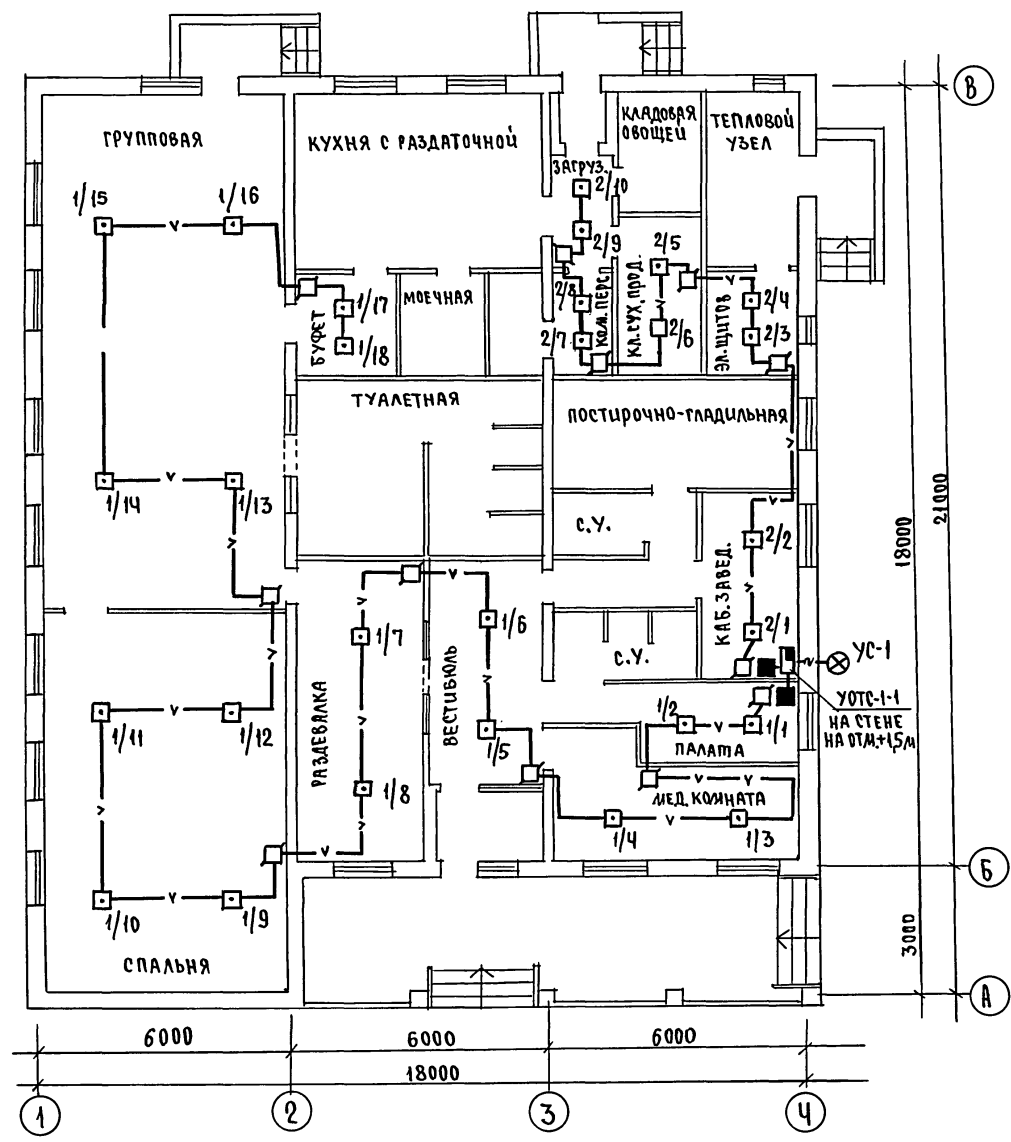 В
ГРУППОВАЯ
КУХНЯ С РАЗДАТОЧНОЙ
КЛАДОВАЯ
ОВОЩЕЙ
ТЕПЛОВОЙ
УЗЕЛ
ЗАГРУЗ.
1/15
1/16
2/10
2/9
2/5
2/8
КОМ. ПЕРС.
КЛ. СУХ. ПРОД.
2/6
2/7
2/4
2/3
ЭЛ. ЩИТОВ
БУФЕТ
1/17
1/18
МОЕЧНАЯ
ТУАЛЕТНАЯ
ПОСТИРОЧНО-ГЛАДИЛЬНАЯ
1/14
1/13
С.У.
КАБ. ЗАВЕД.
2/2
2/1
18000
21000
1/7
1/6
С.У.
УС-1
УОТС-1-1
НА СТЕНЕ
НА ОТМ.+1,5М
РАЗДЕВАЛКА
ВЕСТИБЮЛЬ
1/2
1/1
ПАЛАТА
1/11
1/12
1/5
1/8
МЕД. КОМНАТА
1/4
1/3
Б
1/10
1/9
СПАЛЬНЯ
3000
А
6000
6000
6000
18000
1
2
3
4